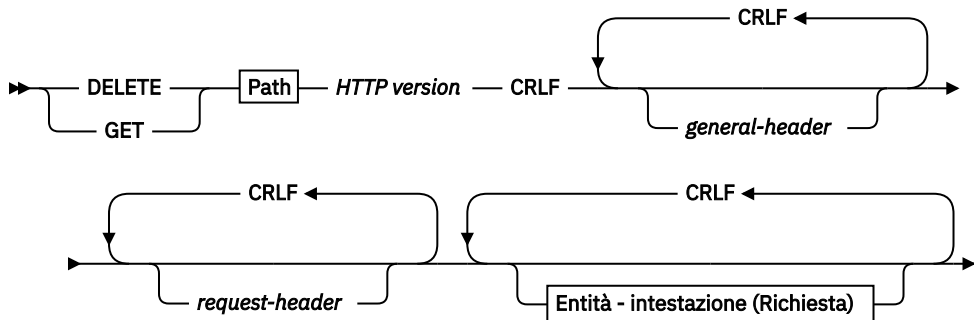 CRLF
DELETE Path HTTP version CRLF
GET general-header
CRLF CRLF
request-header Entità - intestazione (Richiesta)